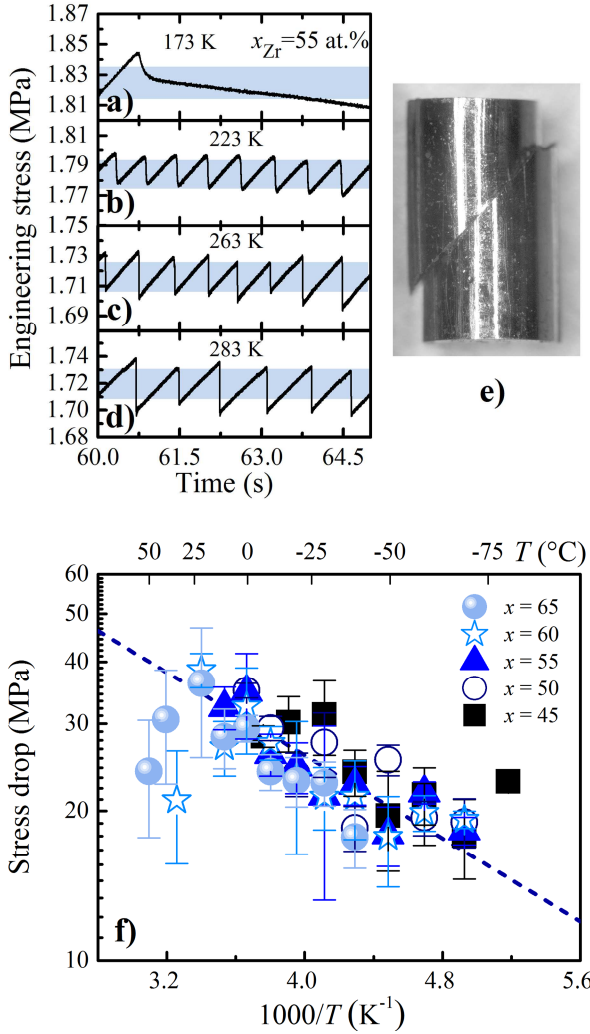 Engineering stress (MPa)
1.87
1.85
1.83
1.81
173 K
x_Zr=55 at.%
a)
1.81
1.79
1.77
1.75
223 K
b)
1.73
1.71
1.69
263 K
c)
1.74
1.72
1.70
1.68
283 K
d)
60.0 61.5 63.0 64.5
Time (s)
e)
50 25 0 -25 -50 -75 T (°C)
Stress drop (MPa)
60
50
40
30
20
10
x = 65
x = 60
x = 55
x = 50
x = 45
f)
3.2 4.0 4.8 5.6
1000/T (K⁻¹)